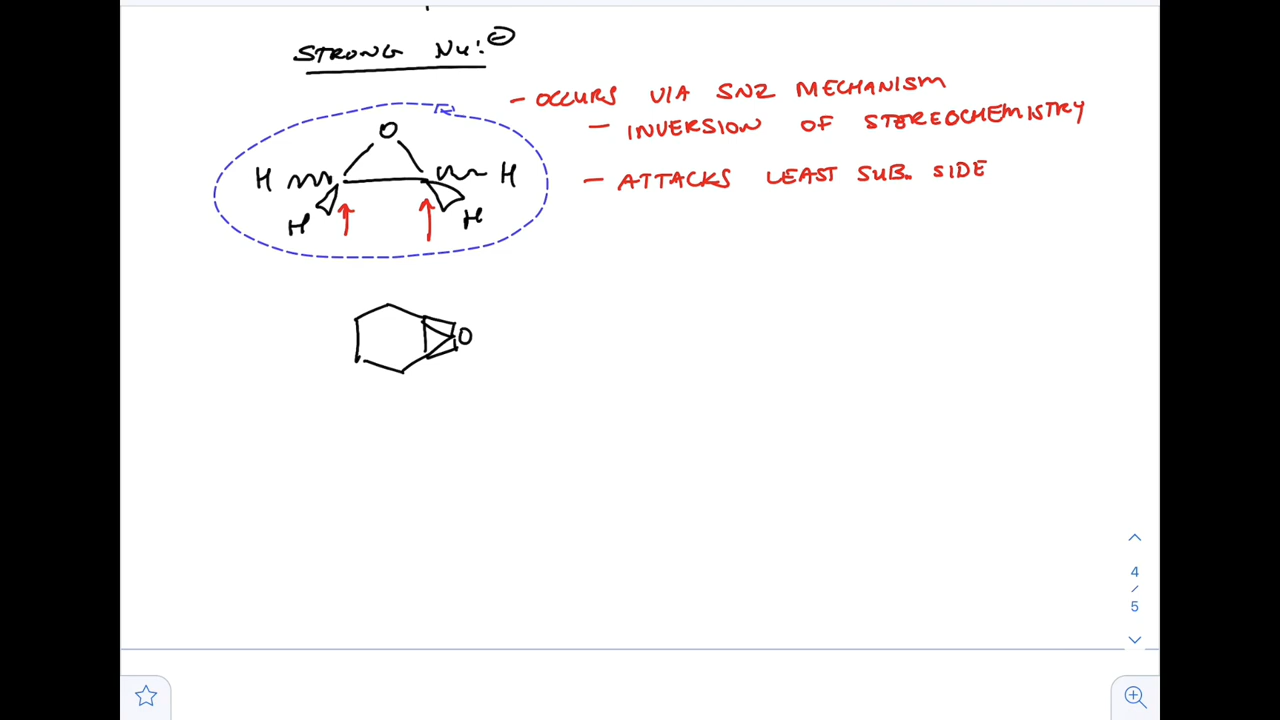 STRONG Nu:⊖
- OCCURS VIA SN2 MECHANISM
- INVERSION OF STEREOCHEMISTRY
- ATTACKS LEAST SUB. SIDE
O
H H
H H
O
4
/
5